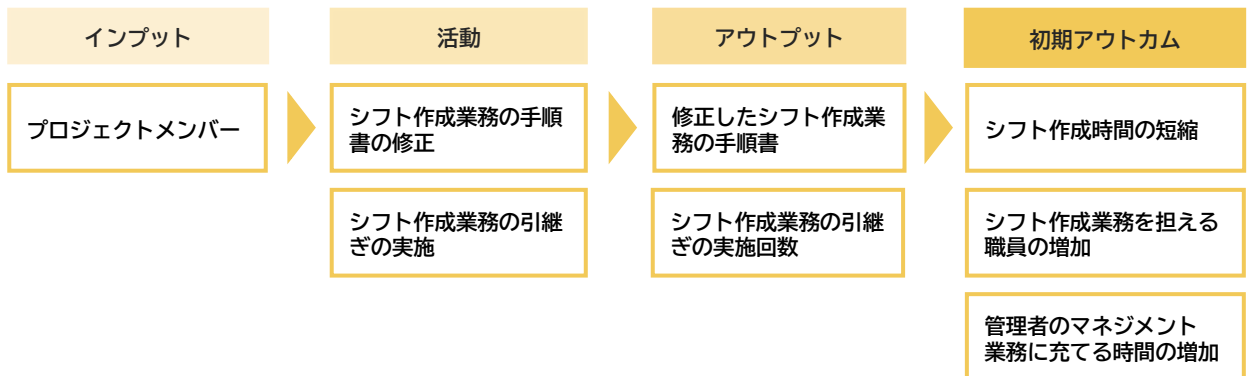 インプット
活動
アウトプット
初期アウトカム
プロジェクトメンバー
シフト作成業務の手順
書の修正
修正したシフト作成業
務の手順書
シフト作成時間の短縮
シフト作成業務の引継
ぎの実施
シフト作成業務の引継
ぎの実施回数
シフト作成業務を担える
職員の増加
管理者のマネジメント
業務に充てる時間の増加